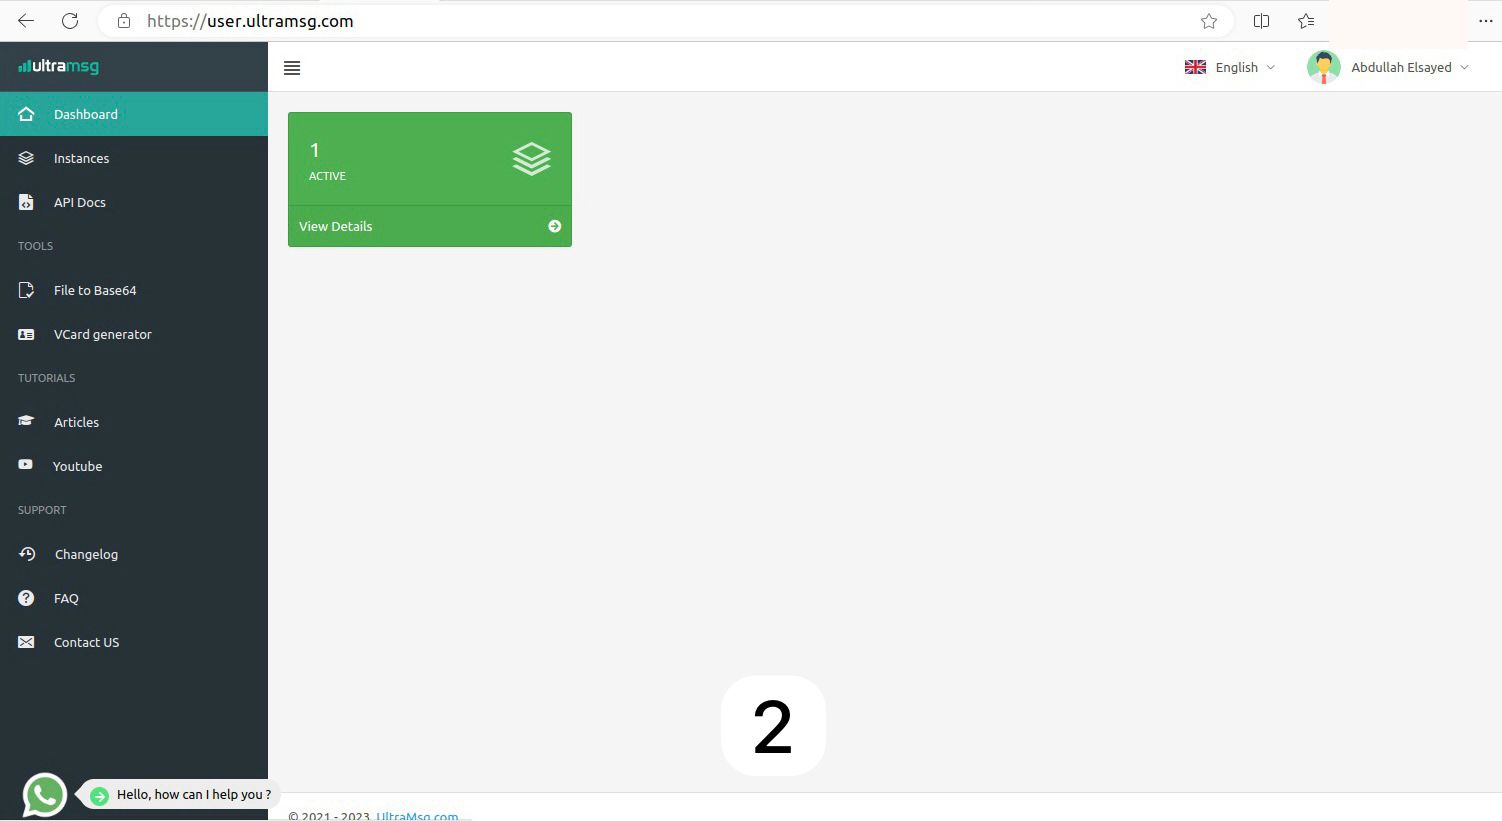 https://user.ultramsg.com
ultramsg
English
Abdullah Elsayed
Dashboard
Instances
API Docs
TOOLS
File to Base64
VCard generator
TUTORIALS
Articles
Youtube
SUPPORT
Changelog
FAQ
Contact US
Hello, how can I help you ?
1
ACTIVE
View Details
2
© 2021 - 2023. UltraMsg.com